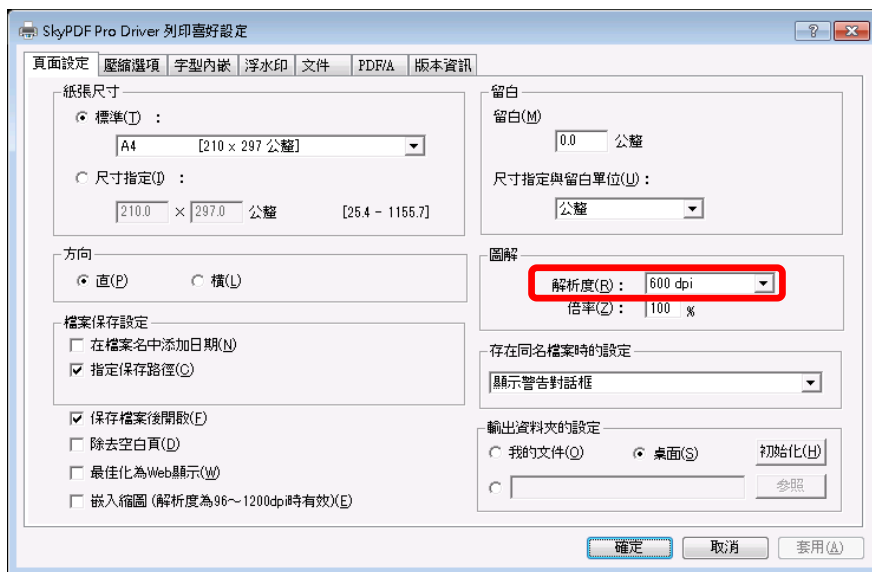 SkyPDF Pro Driver 列印喜好設定
頁面設定 壓縮選項 字型內嵌 浮水印 文件 PDF/A 版本資訊
紙張尺寸
標準(T) :
A4 [210 x 297 公釐]
尺寸指定(I) :
210.0 × 297.0 公釐 [25.4 - 1155.7]
方向
直(P) 橫(L)
檔案保存設定
在檔案名中添加日期(N)
指定保存路徑(C)
保存檔案後開啟(F)
除去空白頁(D)
最佳化為Web顯示(W)
嵌入縮圖 (解析度為96～1200dpi時有效)(E)
留白
留白(M)
0.0 公釐
尺寸指定與留白單位(U) :
公釐
圖解
解析度(R) : 600 dpi
倍率(Z) : 100 %
存在同名檔案時的設定
顯示警告對話框
輸出資料夾的設定
我的文件(O) 桌面(S) 初始化(H)
參照
確定 取消 套用(A)